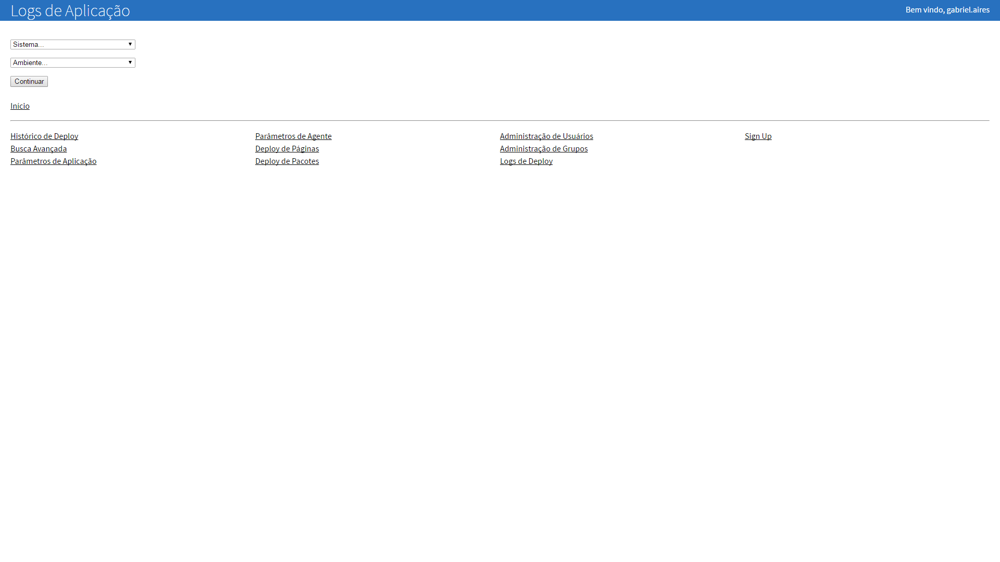 Logs de Aplicação
Bem vindo, gabriel.aires
Sistema...
Ambiente...
Continuar
Início
Histórico de Deploy
Busca Avançada
Parâmetros de Aplicação
Parâmetros de Agente
Deploy de Páginas
Deploy de Pacotes
Administração de Usuários
Administração de Grupos
Logs de Deploy
Sign Up